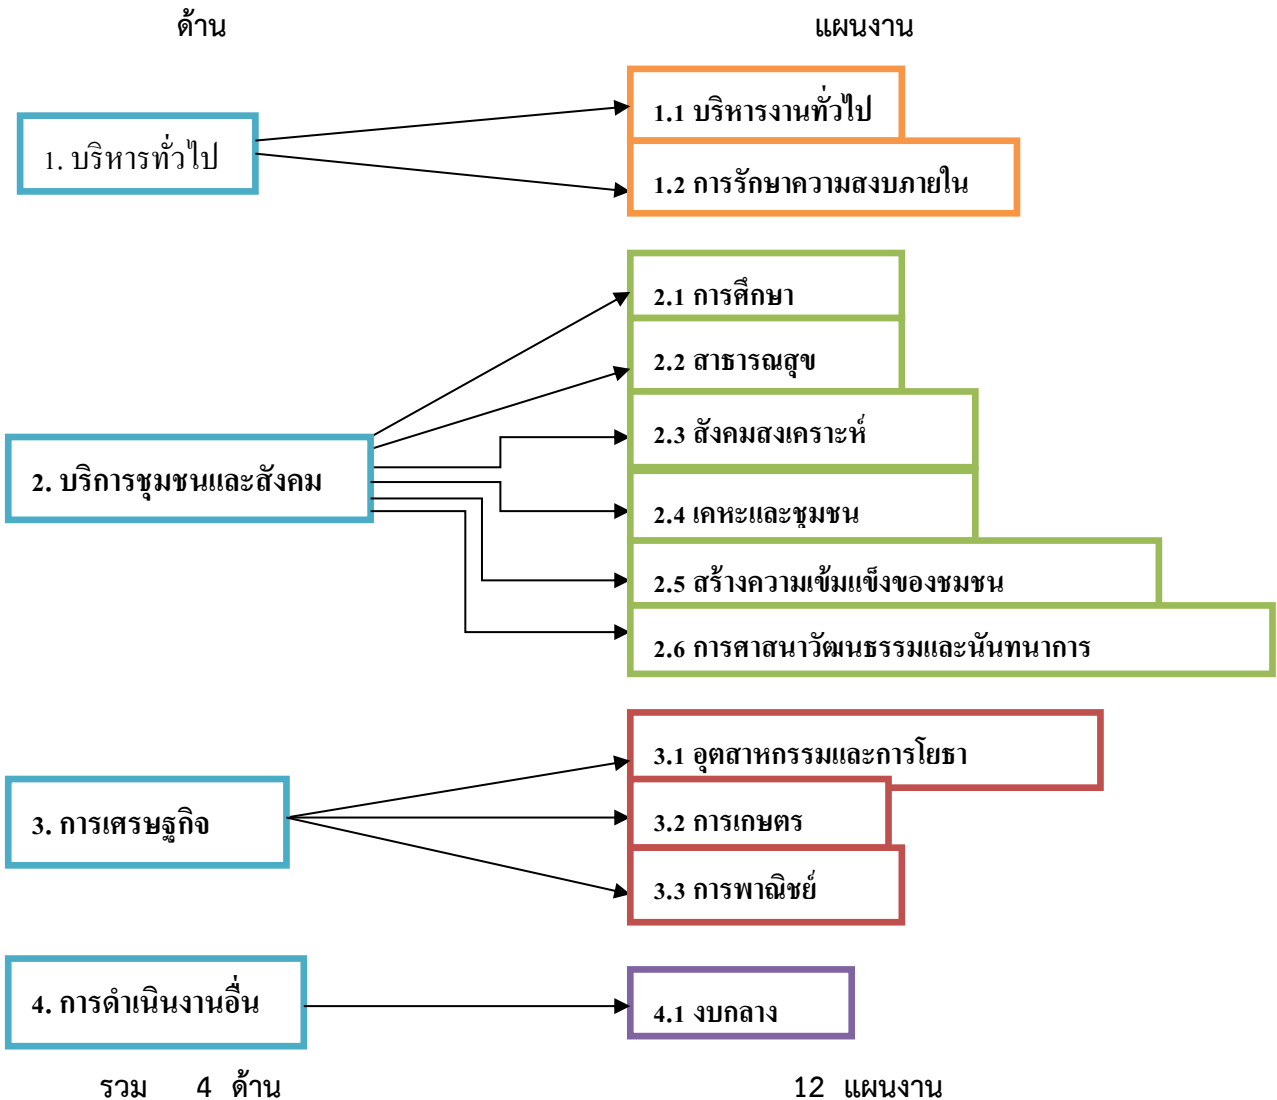 ด้าน แผนงาน
1. บริหารทั่วไป
1.1 บริหารงานทั่วไป
1.2 การรักษาความสงบภายใน
2. บริการชุมชนและสังคม
2.1 การศึกษา
2.2 สาธารณสุข
2.3 สังคมสงเคราะห์
2.4 เคหะและชุมชน
2.5 สร้างความเข้มแข็งของชมชน
2.6 การศาสนาวัฒนธรรมและนันทนาการ
3. การเศรษฐกิจ
3.1 อุตสาหกรรมและการโยธา
3.2 การเกษตร
3.3 การพาณิชย์
4. การดำเนินงานอื่น
4.1 งบกลาง
รวม 4 ด้าน 12 แผนงาน